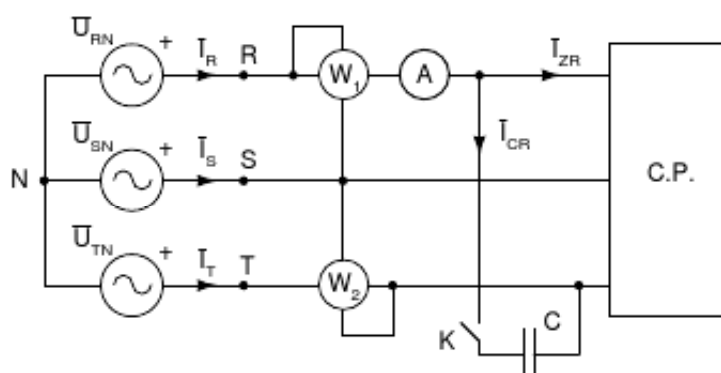 U̅RN + I̅R R W1 A I̅ZR
I̅CR
U̅SN + I̅S S
N C.P.
U̅TN + I̅T T W2
K C